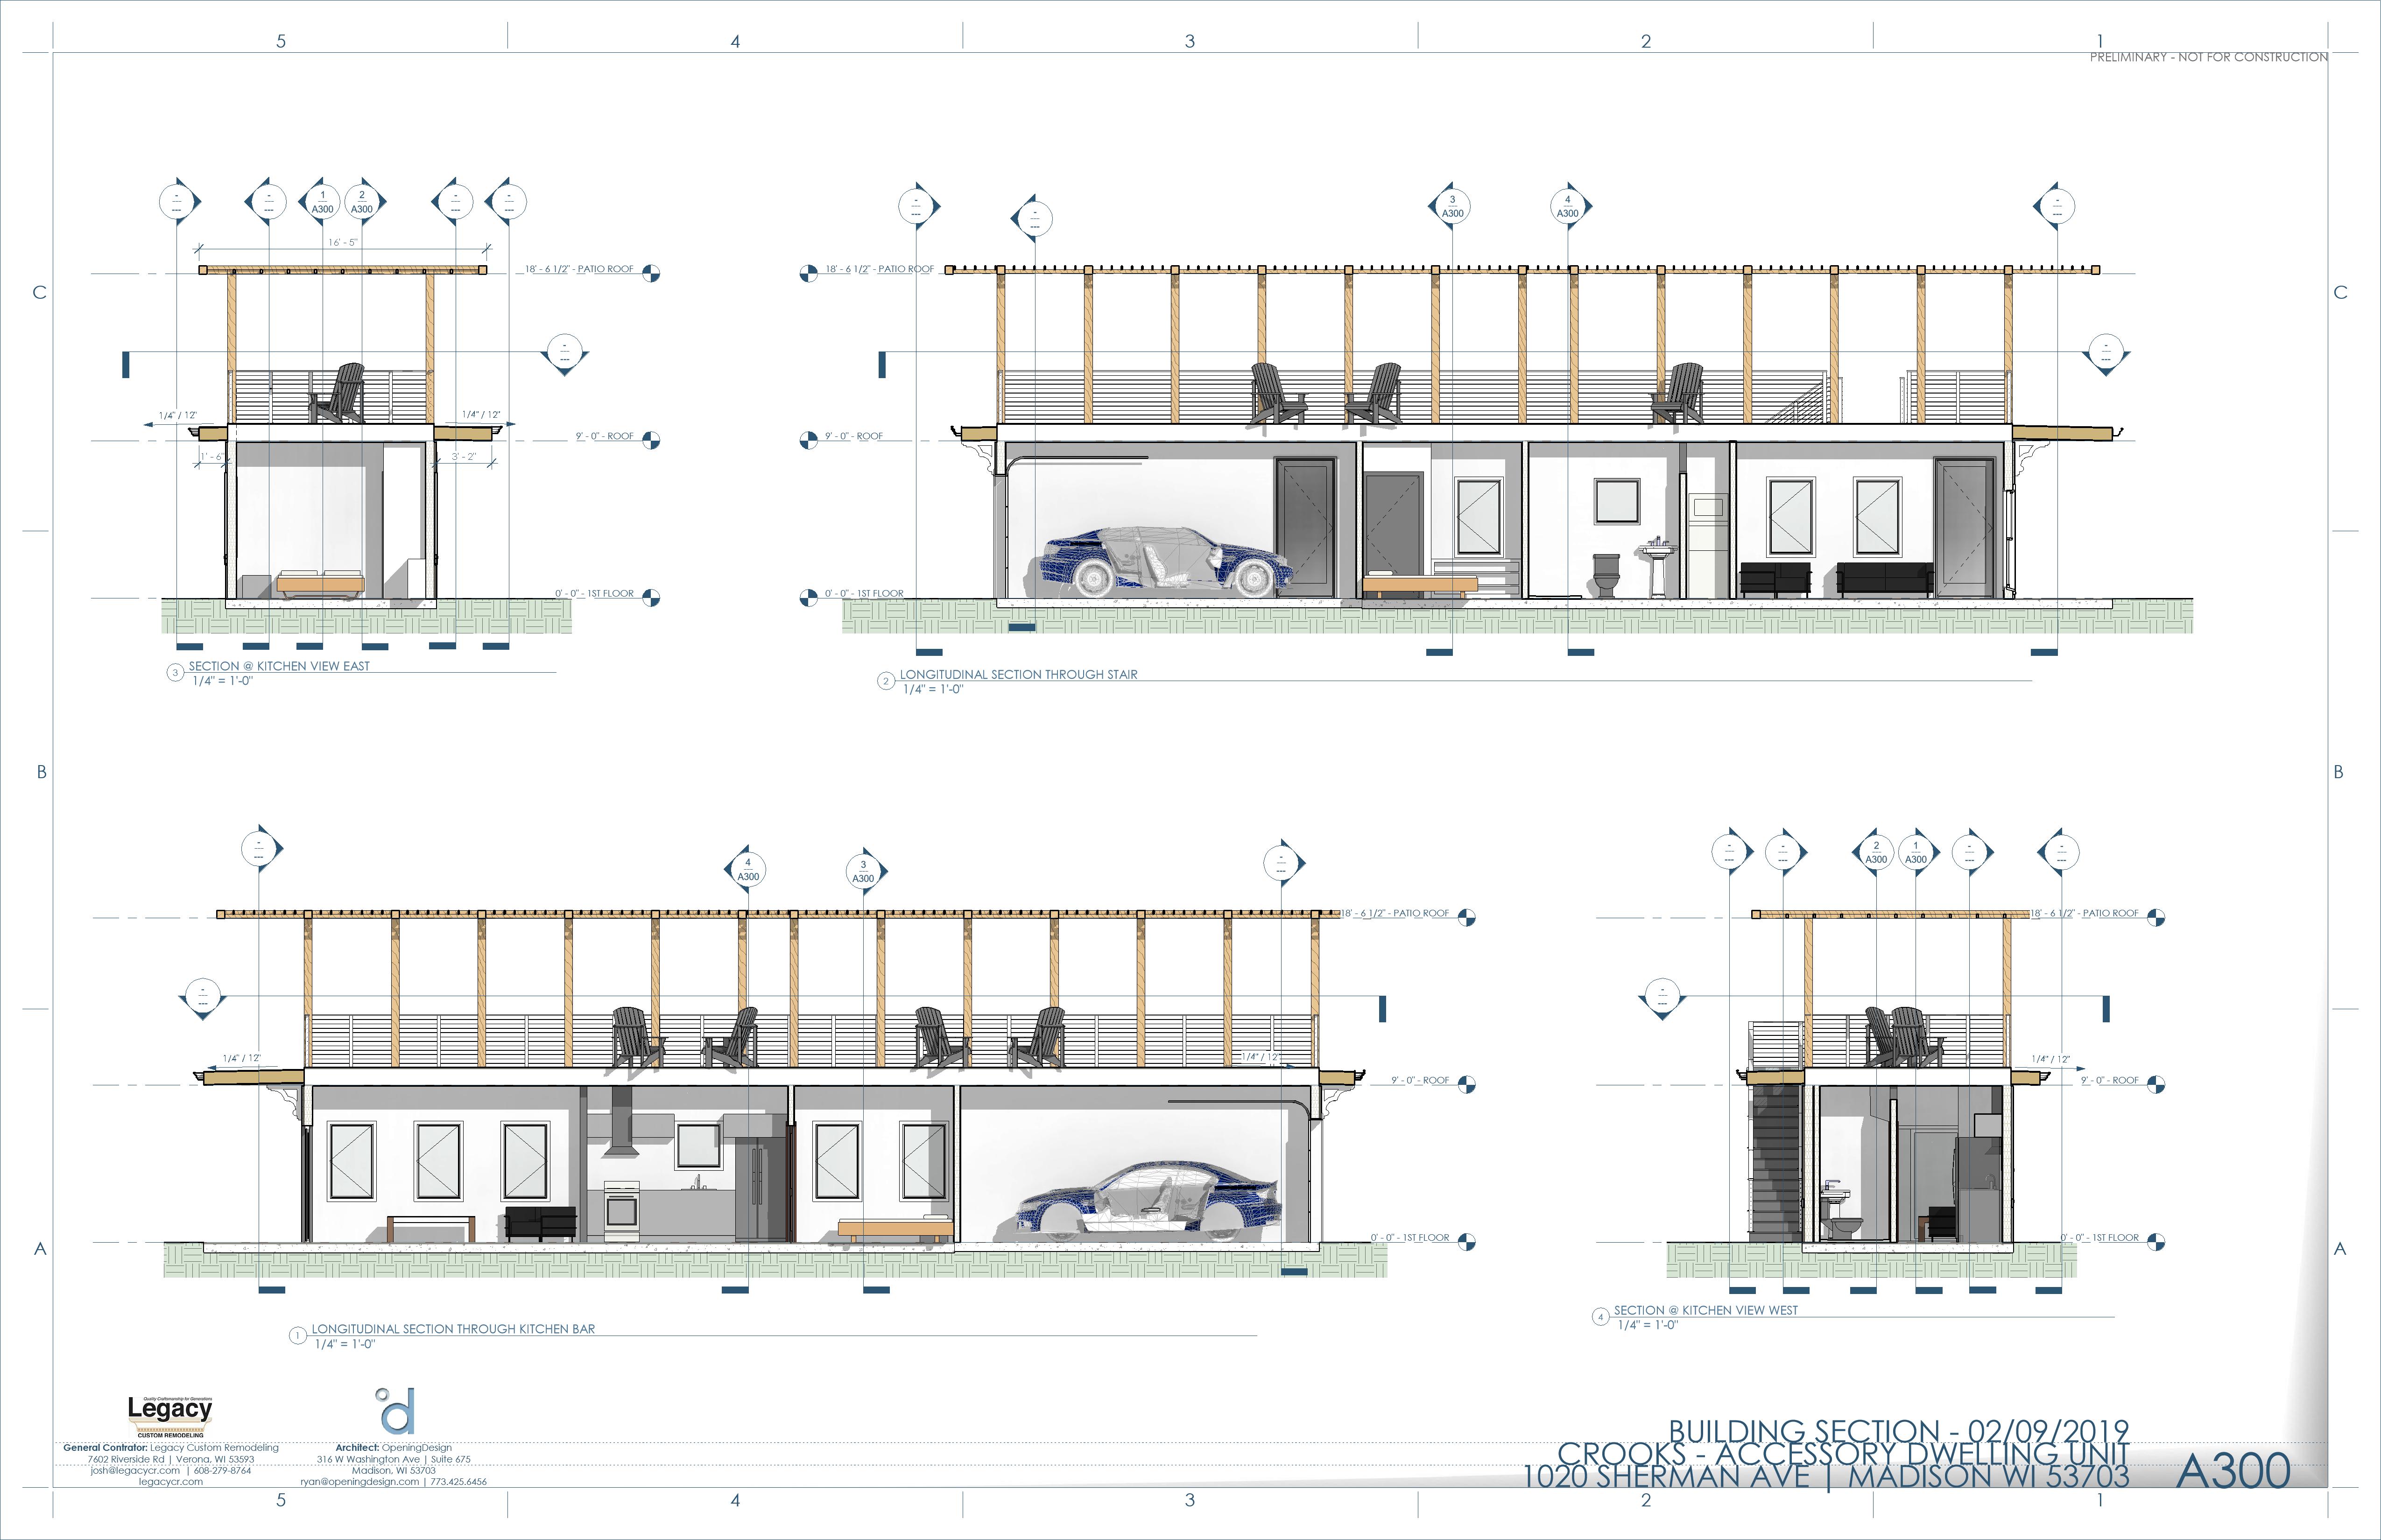 5 4 3 2 1
PRELIMINARY - NOT FOR CONSTRUCTION
- --- - --- 1 A300 2 A300 - --- - ---
16' - 5"
18' - 6 1/2" - PATIO ROOF
C
- ---
1/4" / 12" 1/4" / 12"
9' - 0" - ROOF
1' - 6" 3' - 2"
0' - 0" - 1ST FLOOR
3 SECTION @ KITCHEN VIEW EAST
1/4" = 1'-0"
- --- - --- 3 A300 4 A300 - ---
18' - 6 1/2" - PATIO ROOF
C
- ---
9' - 0" - ROOF
0' - 0" - 1ST FLOOR
2 LONGITUDINAL SECTION THROUGH STAIR
1/4" = 1'-0"
B B
- --- 4 A300 3 A300 - ---
18' - 6 1/2" - PATIO ROOF
- ---
1/4" / 12" 1/4" / 12"
9' - 0" - ROOF
A
0' - 0" - 1ST FLOOR
1 LONGITUDINAL SECTION THROUGH KITCHEN BAR
1/4" = 1'-0"
- --- - --- 2 A300 1 A300 - --- - ---
18' - 6 1/2" - PATIO ROOF
- ---
1/4" / 12"
9' - 0" - ROOF
0' - 0" - 1ST FLOOR
A
4 SECTION @ KITCHEN VIEW WEST
1/4" = 1'-0"
Quality Craftsmanship for Generations
Legacy
CUSTOM REMODELING
General Contrator: Legacy Custom Remodeling
7602 Riverside Rd | Verona, WI 53593
josh@legacycr.com | 608-279-8764
legacycr.com
d
Architect: OpeningDesign
316 W Washington Ave | Suite 675
Madison, WI 53703
ryan@openingdesign.com | 773.425.6456
BUILDING SECTION - 02/09/2019
CROOKS - ACCESSORY DWELLING UNIT
1020 SHERMAN AVE | MADISON WI 53703
A300
5 4 3 2 1